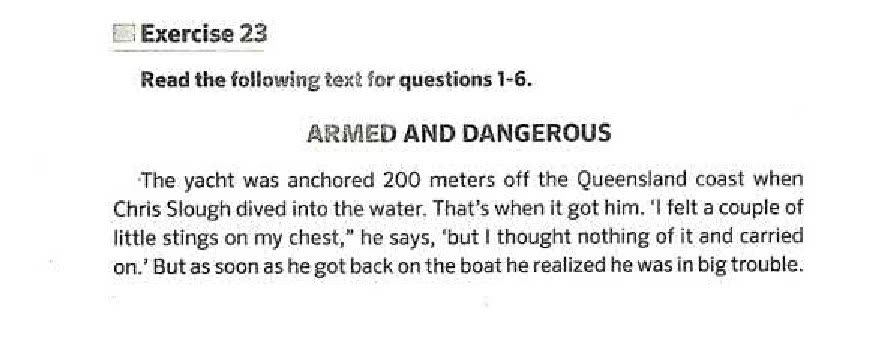 Exercise 23
Read the following text for questions 1-6.
ARMED AND DANGEROUS
The yacht was anchored 200 meters off the Queensland coast when
Chris Slough dived into the water. That's when it got him. 'I felt a couple of
little stings on my chest," he says, 'but I thought nothing of it and carried
on.' But as soon as he got back on the boat he realized he was in big trouble.